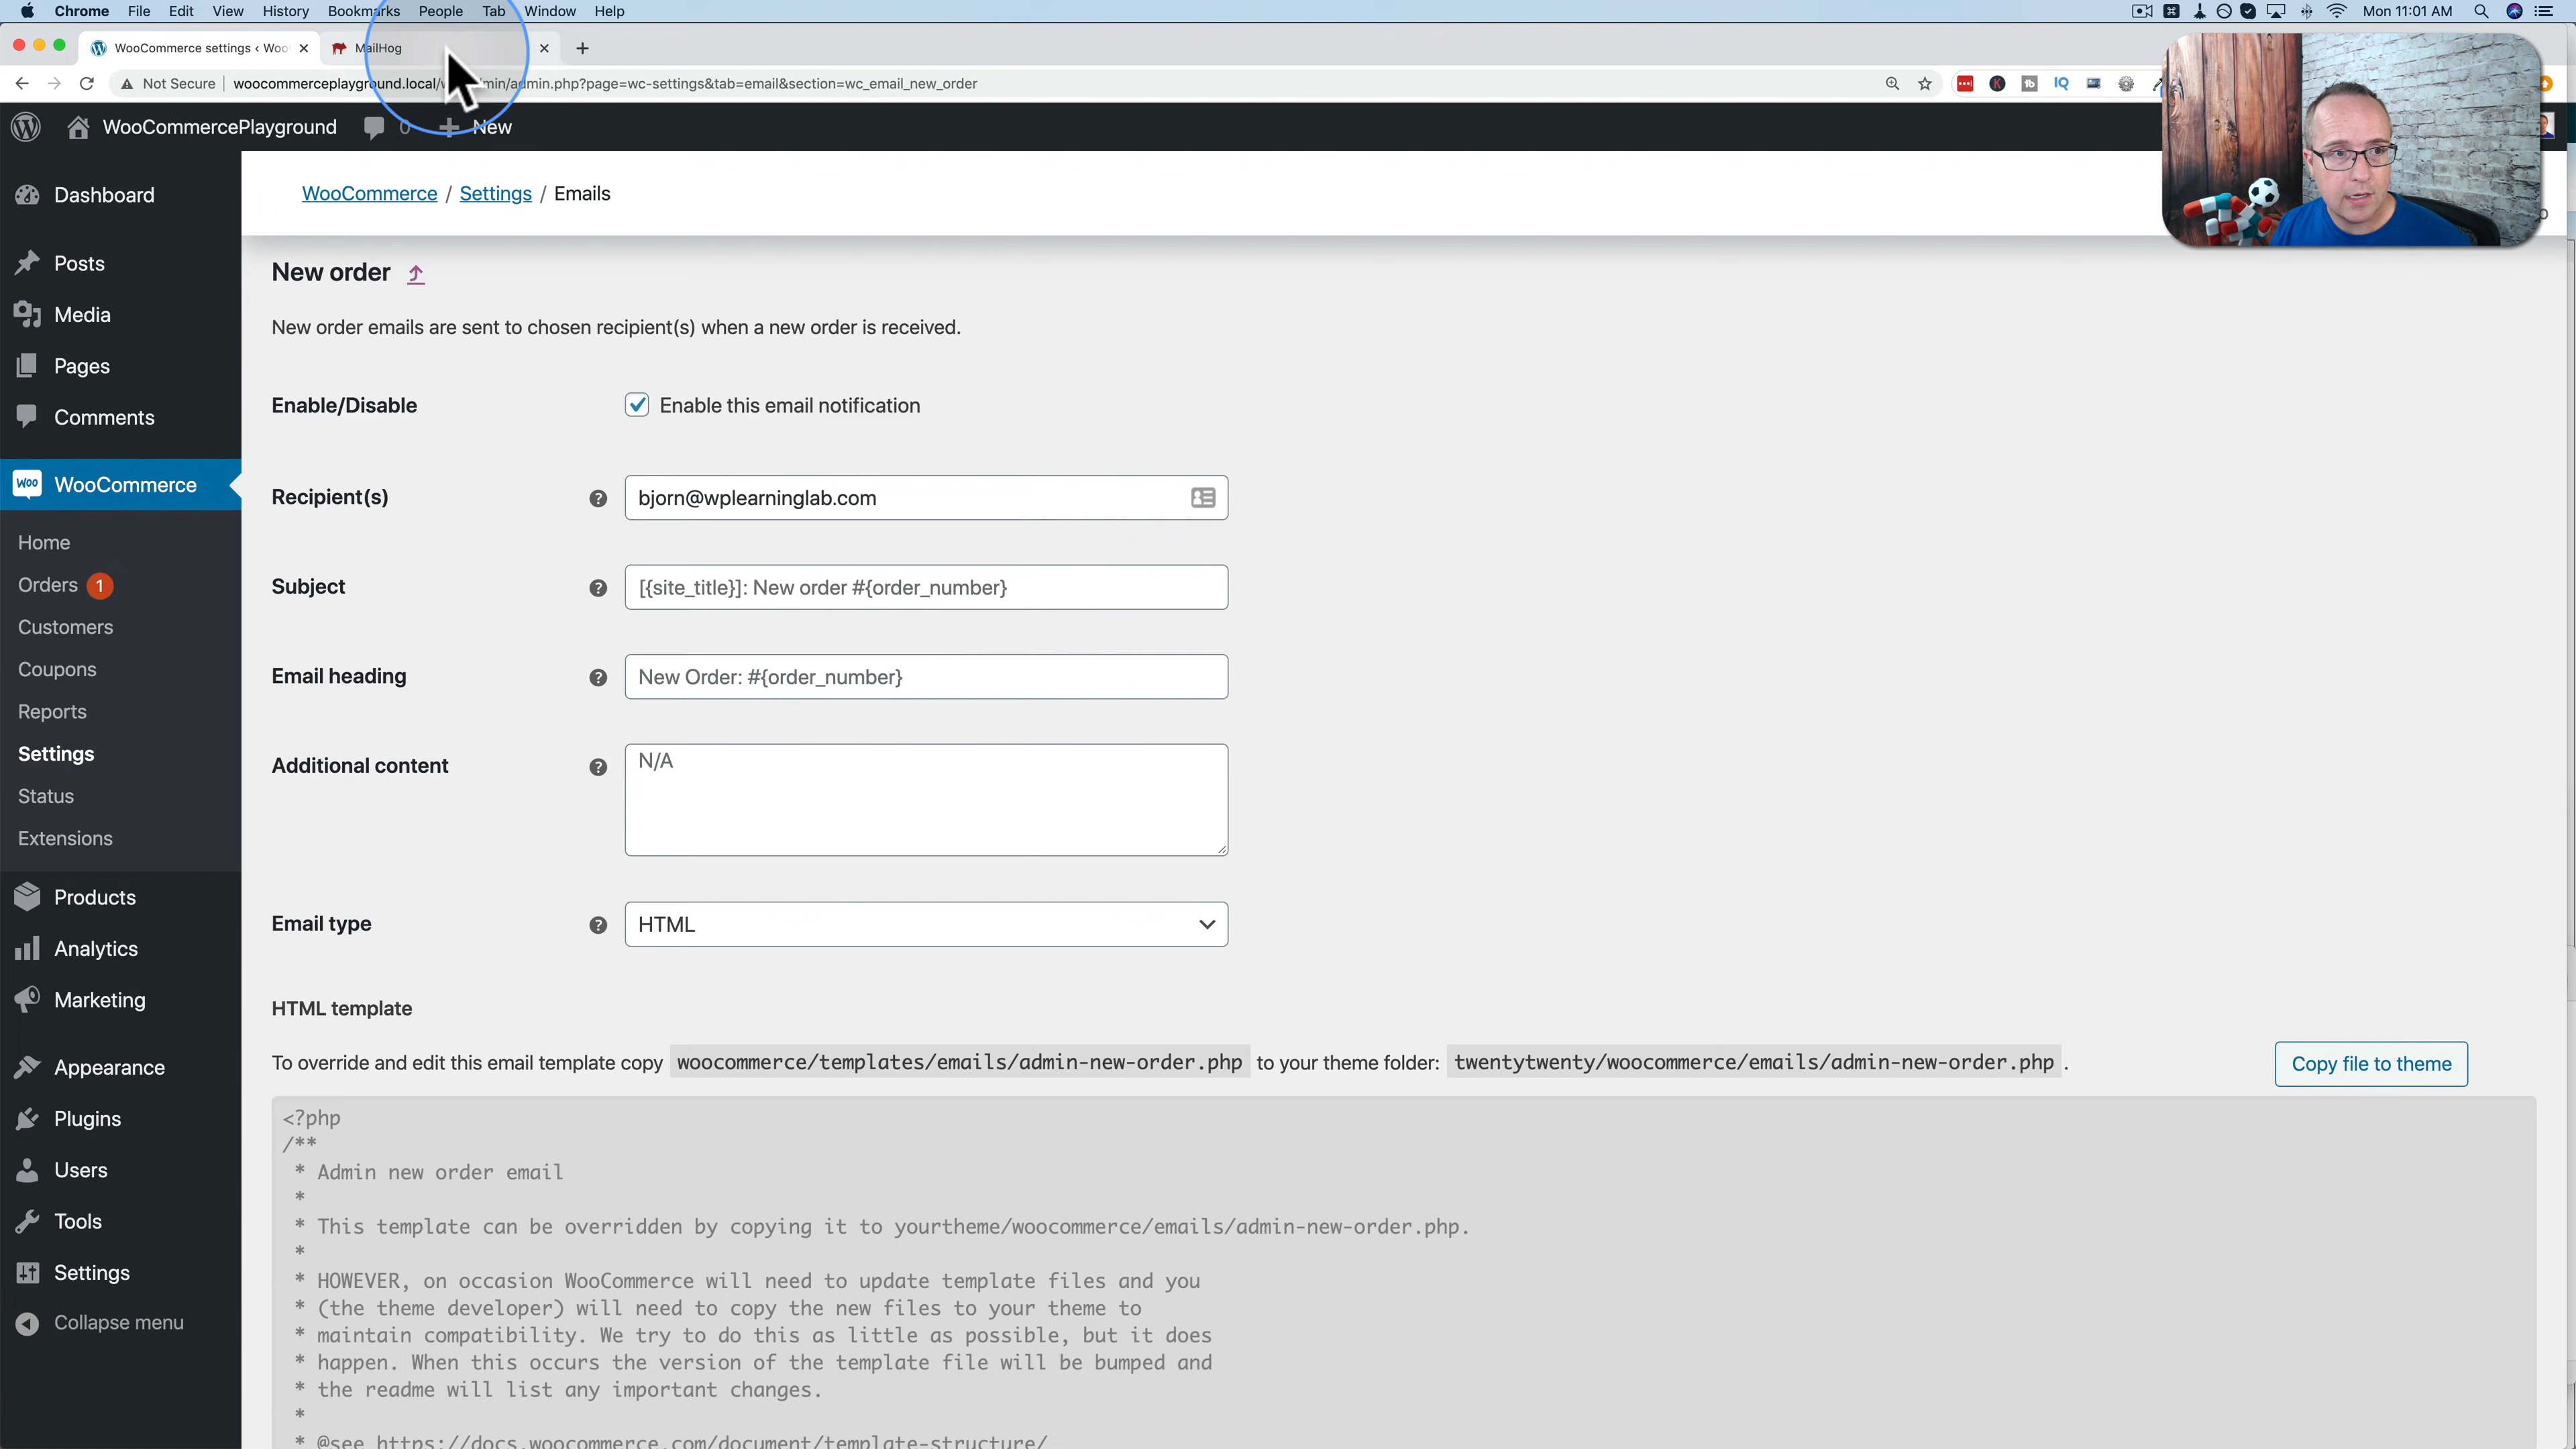 Chrome File Edit View History Bookmarks People Tab Window Help Mon 11:01 AM
WooCommerce settings ‹ Woo MailHog
Not Secure woocommerceplayground.local/ min/admin.php?page=wc-settings&tab=email&section=wc_email_new_order
WooCommercePlayground 0 New
WooCommerce / Settings / Emails
Dashboard
Posts
Media
Pages
Comments
WooCommerce
Home
Orders 1
Customers
Coupons
Reports
Settings
Status
Extensions
Products
Analytics
Marketing
Appearance
Plugins
Users
Tools
Settings
Collapse menu
New order
New order emails are sent to chosen recipient(s) when a new order is received.
Enable/Disable Enable this email notification
Recipient(s) bjorn@wplearninglab.com
Subject [{site_title}]: New order #{order_number}
Email heading New Order: #{order_number}
Additional content N/A
Email type HTML
HTML template
To override and edit this email template copy woocommerce/templates/emails/admin-new-order.php to your theme folder: twentytwenty/woocommerce/emails/admin-new-order.php . Copy file to theme
<?php
/**
* Admin new order email
*
* This template can be overridden by copying it to yourtheme/woocommerce/emails/admin-new-order.php.
*
* HOWEVER, on occasion WooCommerce will need to update template files and you
* (the theme developer) will need to copy the new files to your theme to
* maintain compatibility. We try to do this as little as possible, but it does
* happen. When this occurs the version of the template file will be bumped and
* the readme will list any important changes.
*
* @see https://docs.woocommerce.com/document/template-structure/